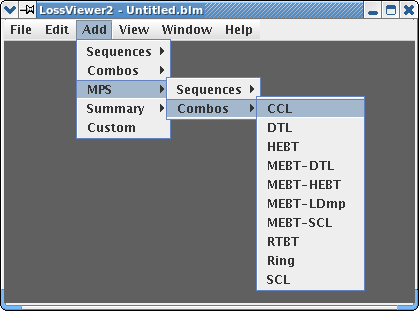 LossViewer2 - Untitled.blm
File Edit Add View Window Help
Sequences
Combos
MPS
Summary
Custom
Sequences
Combos
CCL
DTL
HEBT
MEBT-DTL
MEBT-HEBT
MEBT-LDmp
MEBT-SCL
RTBT
Ring
SCL